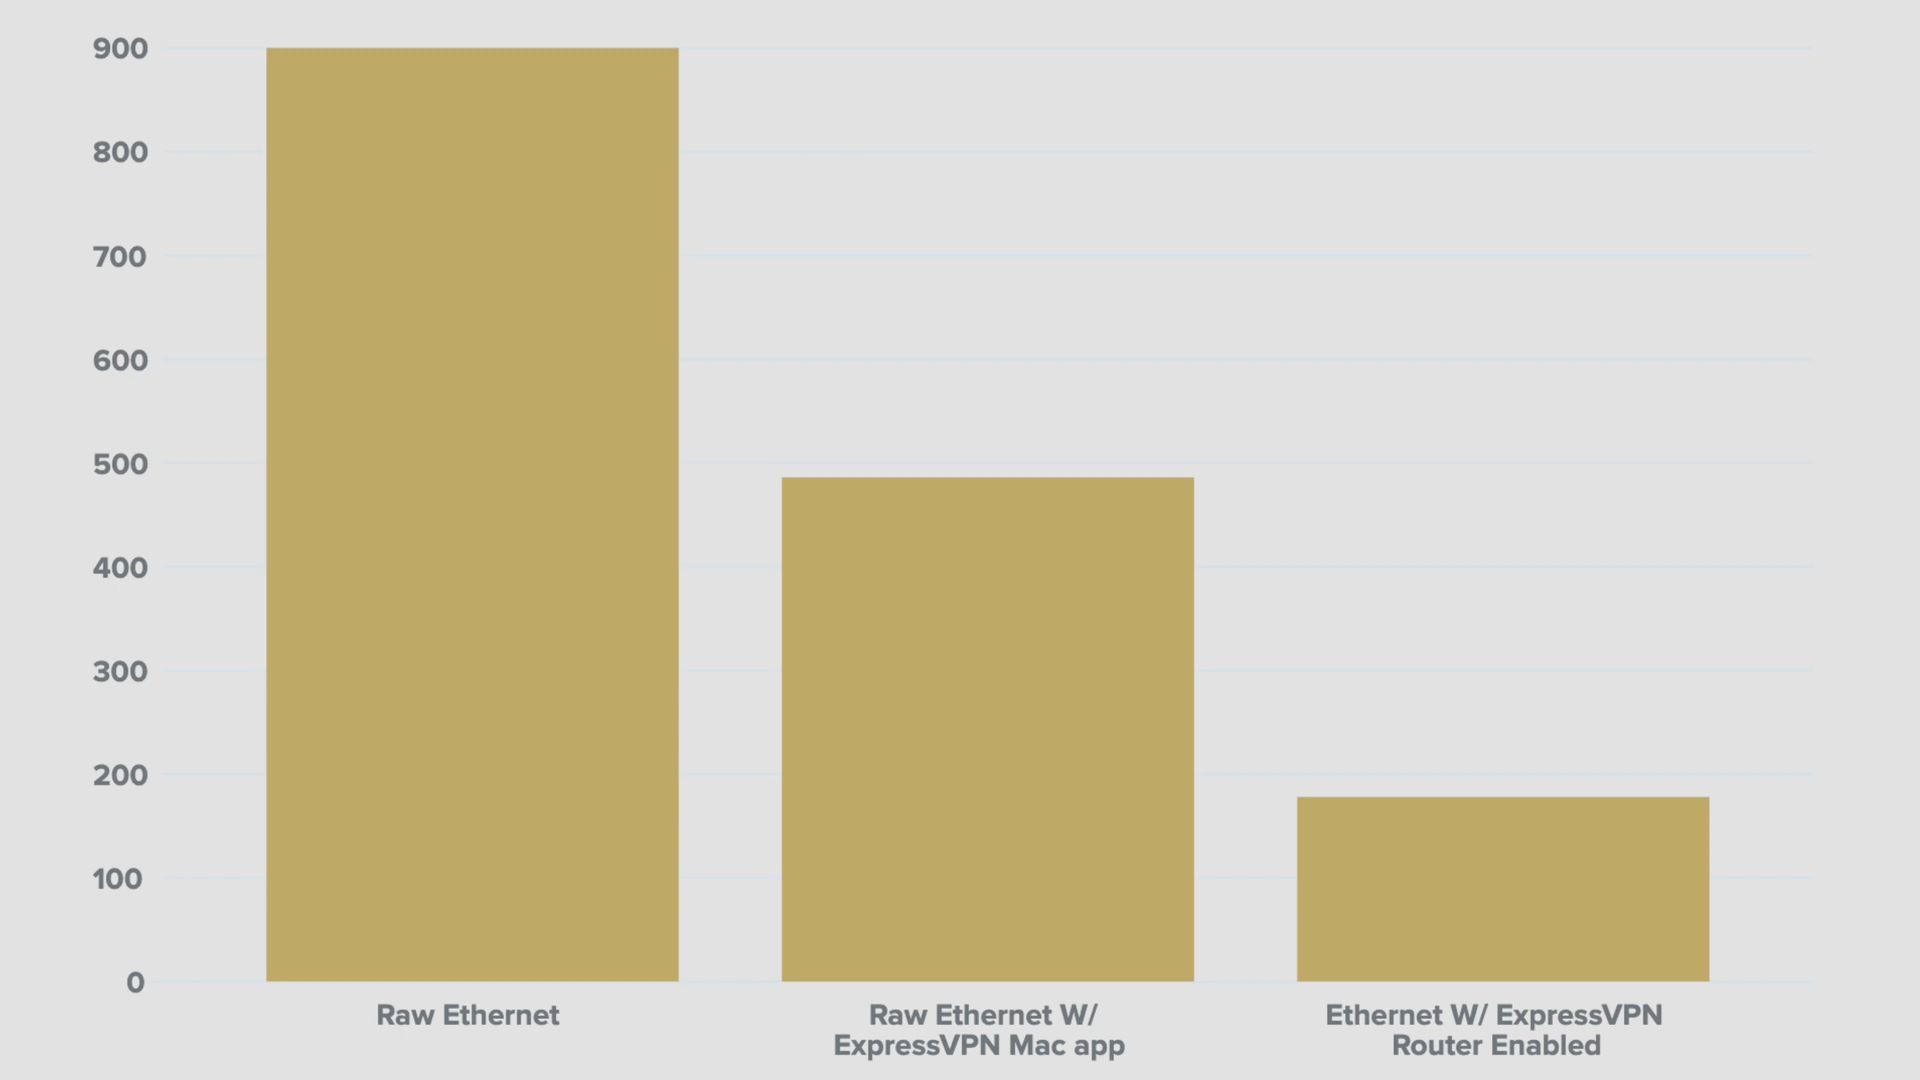 900
800
700
600
500
400
300
200
100
0
Raw Ethernet
Raw Ethernet W/
ExpressVPN Mac app
Ethernet W/ ExpressVPN
Router Enabled